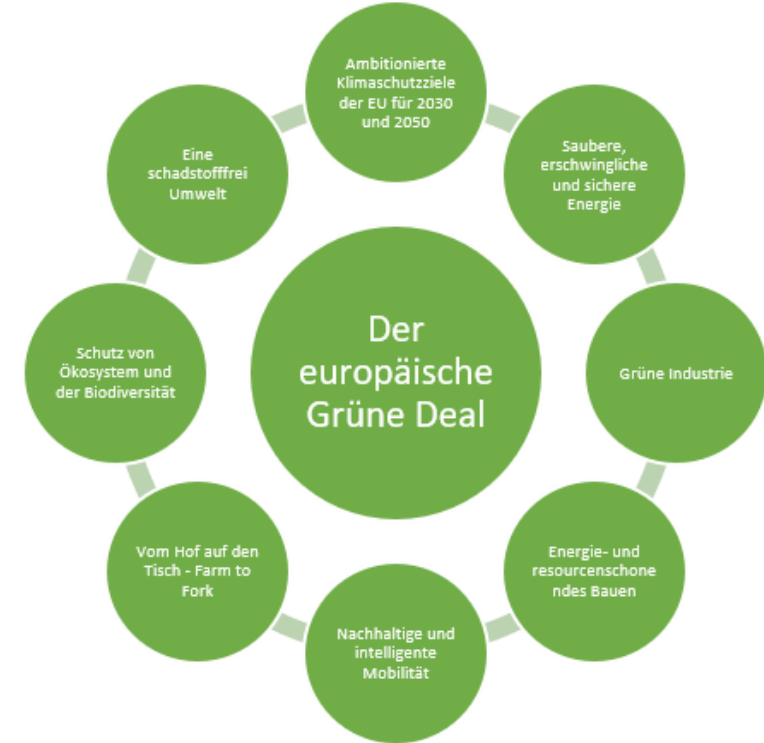 Ambitionierte
Klimaschutzziele
der EU für 2030
und 2050
Saubere,
erschwingliche
und sichere
Energie
Grüne Industrie
Energie- und
resourcenschone
ndes Bauen
Nachhaltige und
intelligente
Mobilität
Vom Hof auf den
Tisch - Farm to
Fork
Schutz von
Ökosystem und
der Biodiversität
Eine
schadstofffrei
Umwelt
Der
europäische
Grüne Deal